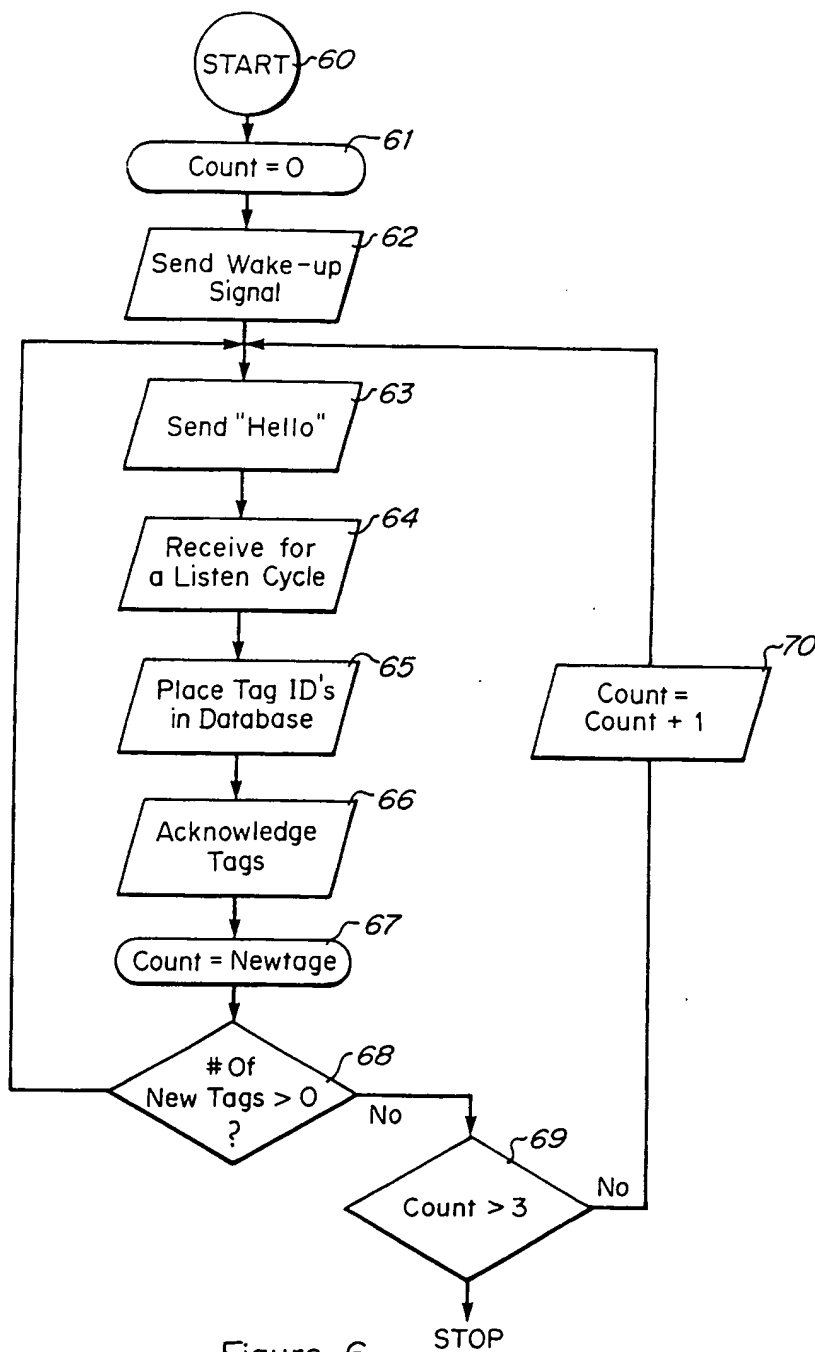 START
60
61
Count = 0
62
Send Wake-up
Signal
63
Send "Hello"
64
Receive for
a Listen Cycle
65
Place Tag ID's
in Database
70
Count =
Count + 1
66
Acknowledge
Tags
67
Count = Newtage
68
# Of
New Tags > 0
?
No
69
Count > 3
No
STOP
Figure 6